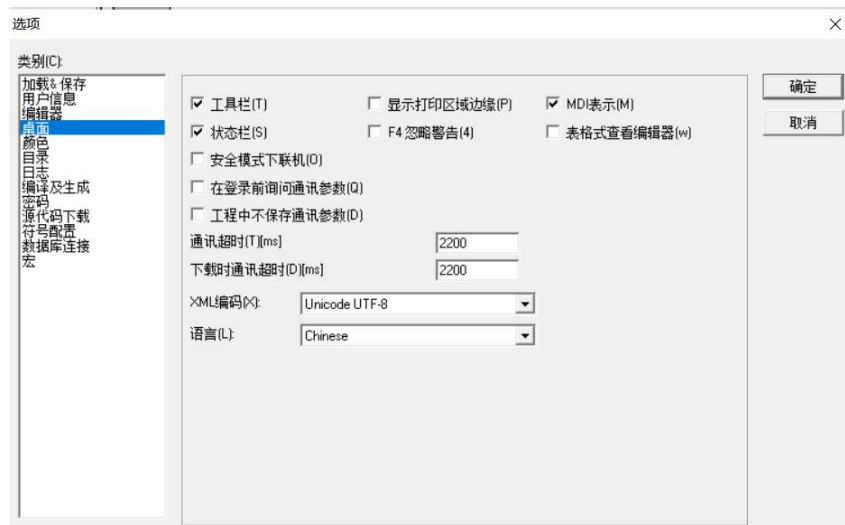 选项
类别(C):
加载&保存
用户信息
编辑器
桌面
颜色
目录
日志
编译及生成
密码
源代码下载
符号配置
数据库连接
宏
工具栏(T)
显示打印区域边缘(P)
MDI表示(M)
状态栏(S)
F4 忽略警告(4)
表格式查看编辑器(w)
安全模式下联机(O)
在登录前询问通讯参数(Q)
工程中不保存通讯参数(D)
通讯超时(T)[ms]
2200
下载时通讯超时(D)[ms]
2200
XML编码(X):
Unicode UTF-8
语言(L):
Chinese
确定
取消